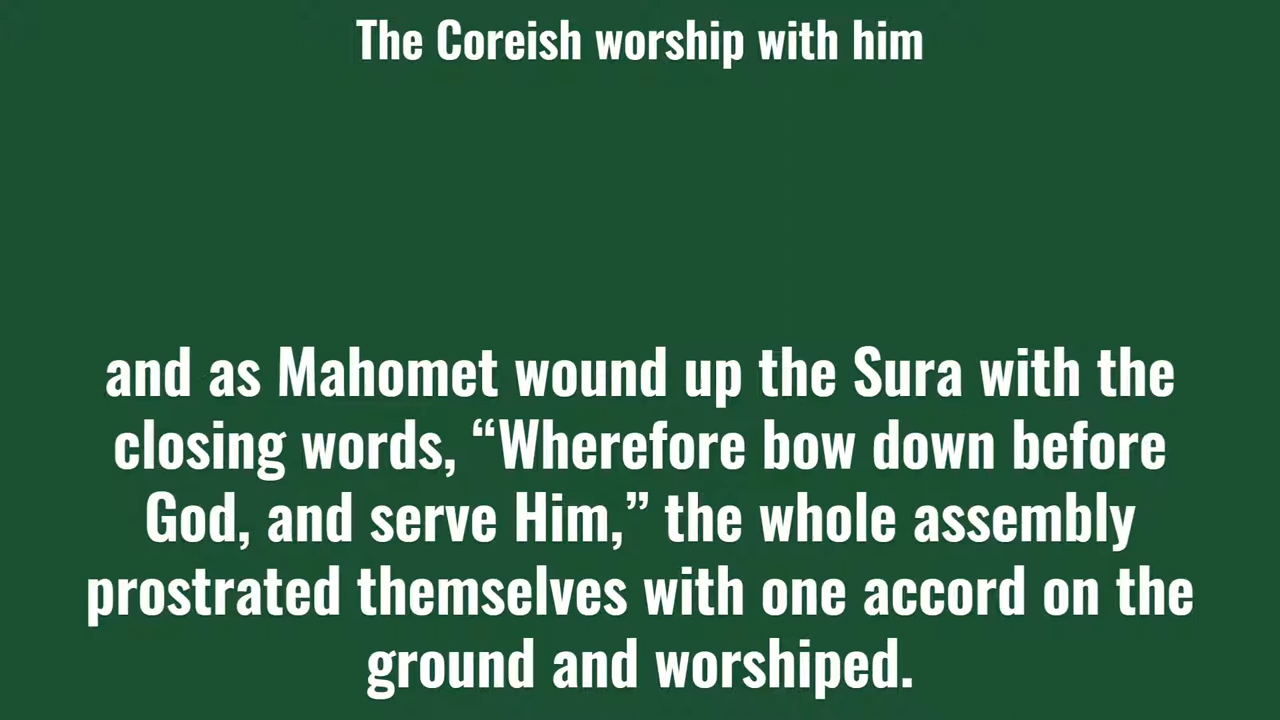 The Coreish worship with him
and as Mahomet wound up the Sura with the
closing words, “Wherefore bow down before
God, and serve Him,” the whole assembly
prostrated themselves with one accord on the
ground and worshiped.